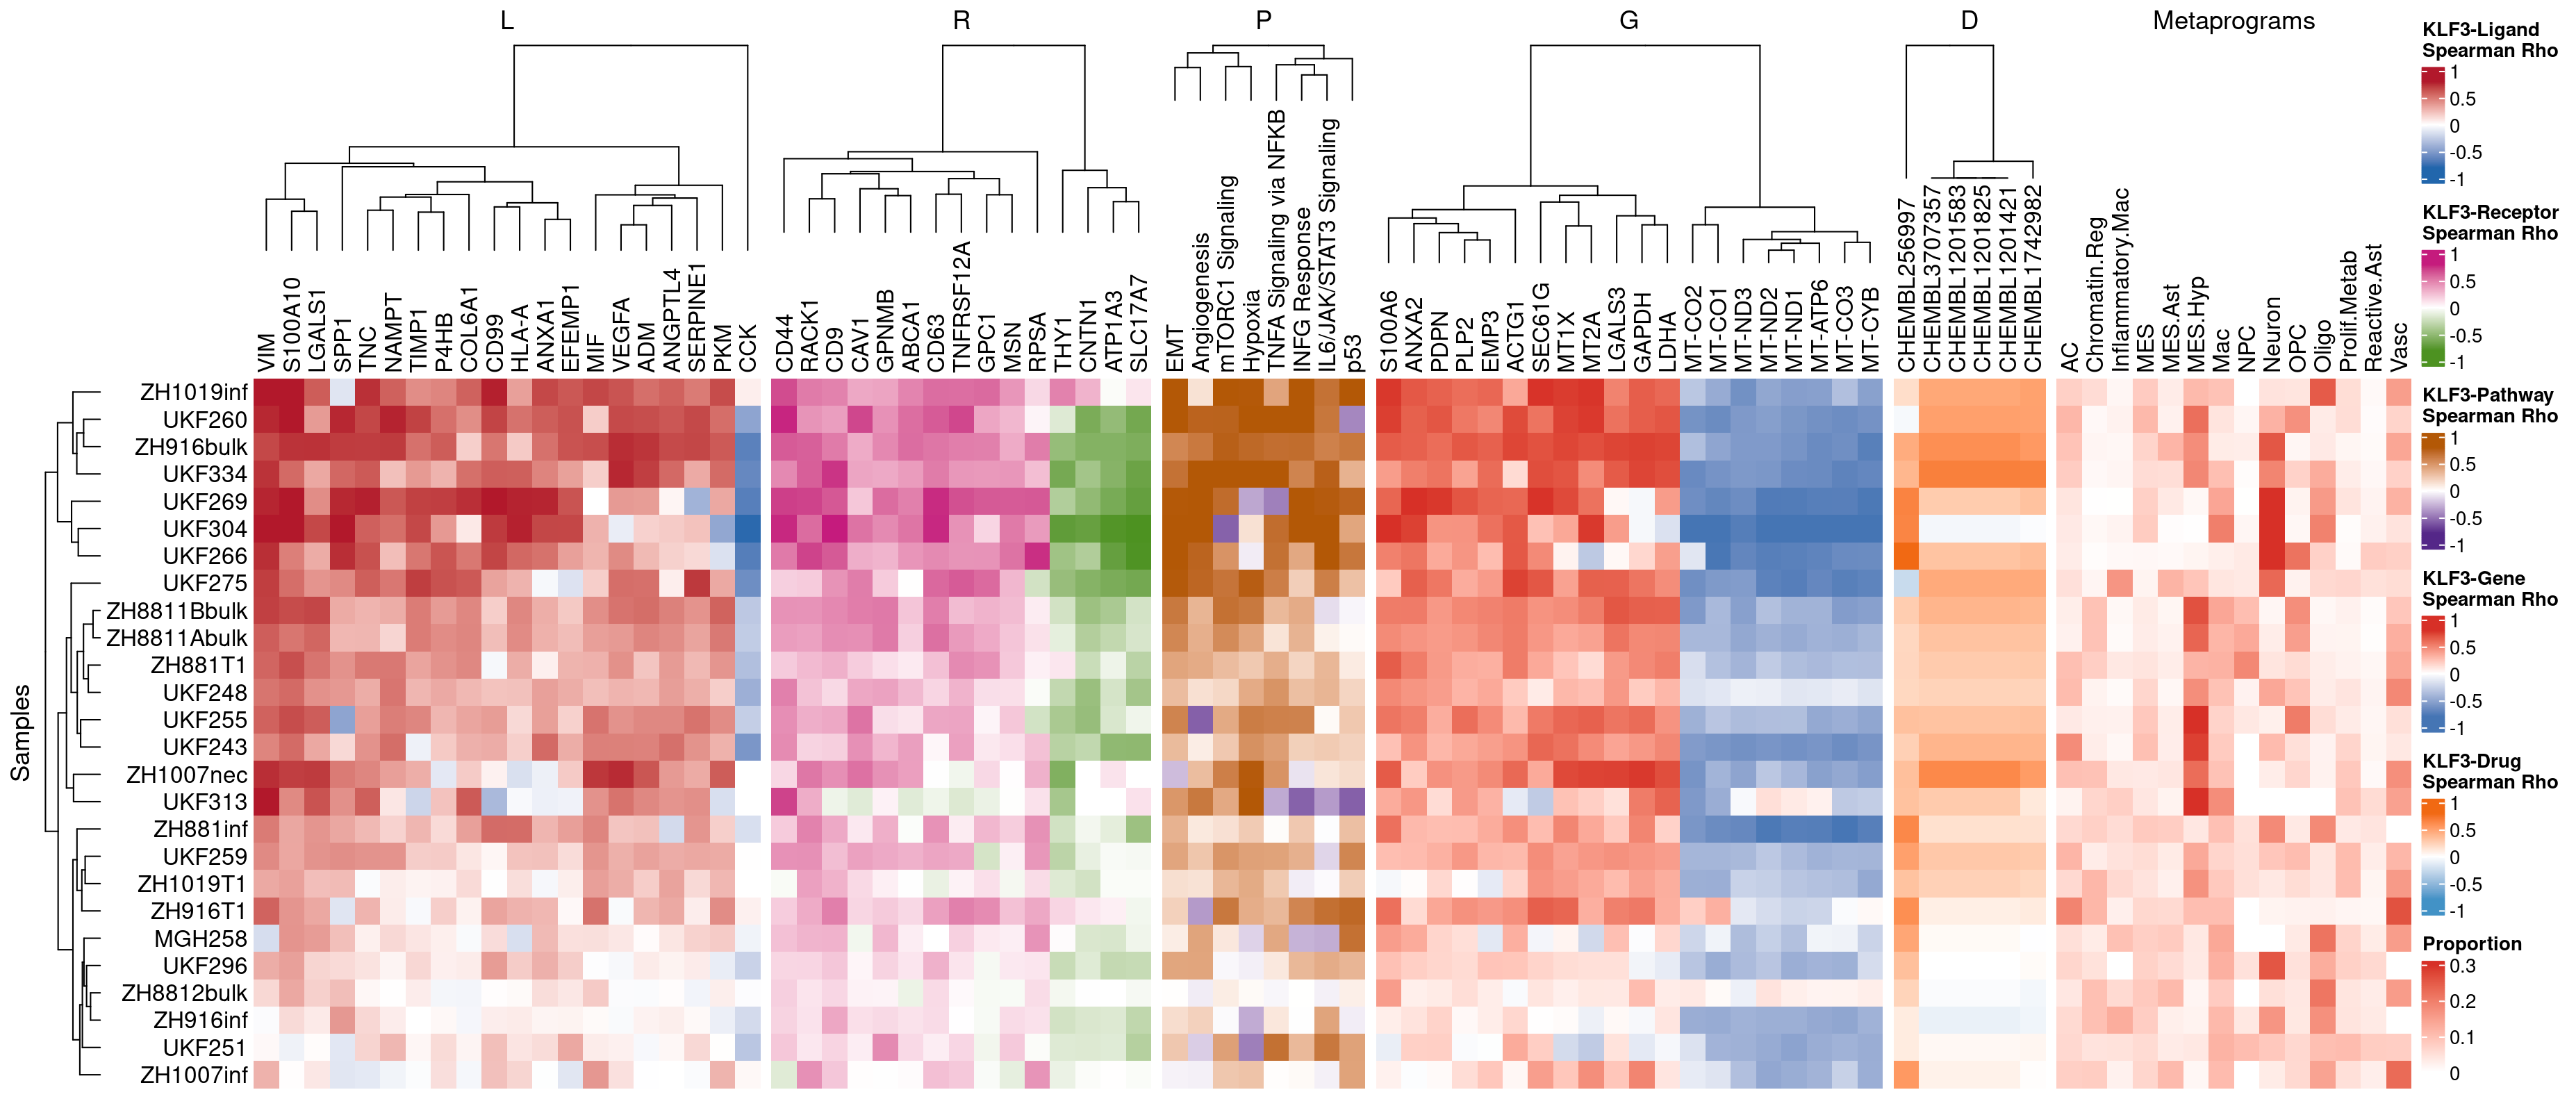 L
R
P
G
D
Metaprograms
VIM
S100A10
LGALS1
SPP1
TNC
NAMPT
TIMP1
P4HB
COL6A1
CD99
HLA-A
ANXA1
EFEMP1
MIF
VEGFA
ADM
ANGPTL4
SERPINE1
PKM
CCK
CD44
RACK1
CD9
CAV1
GPNMB
ABCA1
CD63
TNFRSF12A
GPC1
MSN
RPSA
THY1
CNTN1
ATP1A3
SLC17A7
EMT
Angiogenesis
mTORC1 Signaling
Hypoxia
TNFA Signaling via NFKB
INFG Response
IL6/JAK/STAT3 Signaling
p53
S100A6
ANXA2
PDPN
PLP2
EMP3
ACTG1
SEC61G
MT1X
MT2A
LGALS3
GAPDH
LDHA
MT-CO2
MT-CO1
MT-ND3
MT-ND2
MT-ND1
MT-ATP6
MT-CO3
MT-CYB
CHEMBL256997
CHEMBL3707357
CHEMBL1201583
CHEMBL1201825
CHEMBL1201421
CHEMBL1742982
AC
Chromatin.Reg
Inflammatory.Mac
MES
MES.Ast
MES.Hyp
Mac
NPC
Neuron
OPC
Oligo
Prolif.Metab
Reactive.Ast
Vasc
Samples
ZH1019inf
UKF260
ZH916bulk
UKF334
UKF269
UKF304
UKF266
UKF275
ZH8811Bbulk
ZH8811Abulk
ZH881T1
UKF248
UKF255
UKF243
ZH1007nec
UKF313
ZH881inf
UKF259
ZH1019T1
ZH916T1
MGH258
UKF296
ZH8812bulk
ZH916inf
UKF251
ZH1007inf
KLF3-Ligand
Spearman Rho
1
0.5
0
-0.5
-1
KLF3-Receptor
Spearman Rho
1
0.5
0
-0.5
-1
KLF3-Pathway
Spearman Rho
1
0.5
0
-0.5
-1
KLF3-Gene
Spearman Rho
1
0.5
0
-0.5
-1
KLF3-Drug
Spearman Rho
1
0.5
0
-0.5
-1
Proportion
0.3
0.2
0.1
0